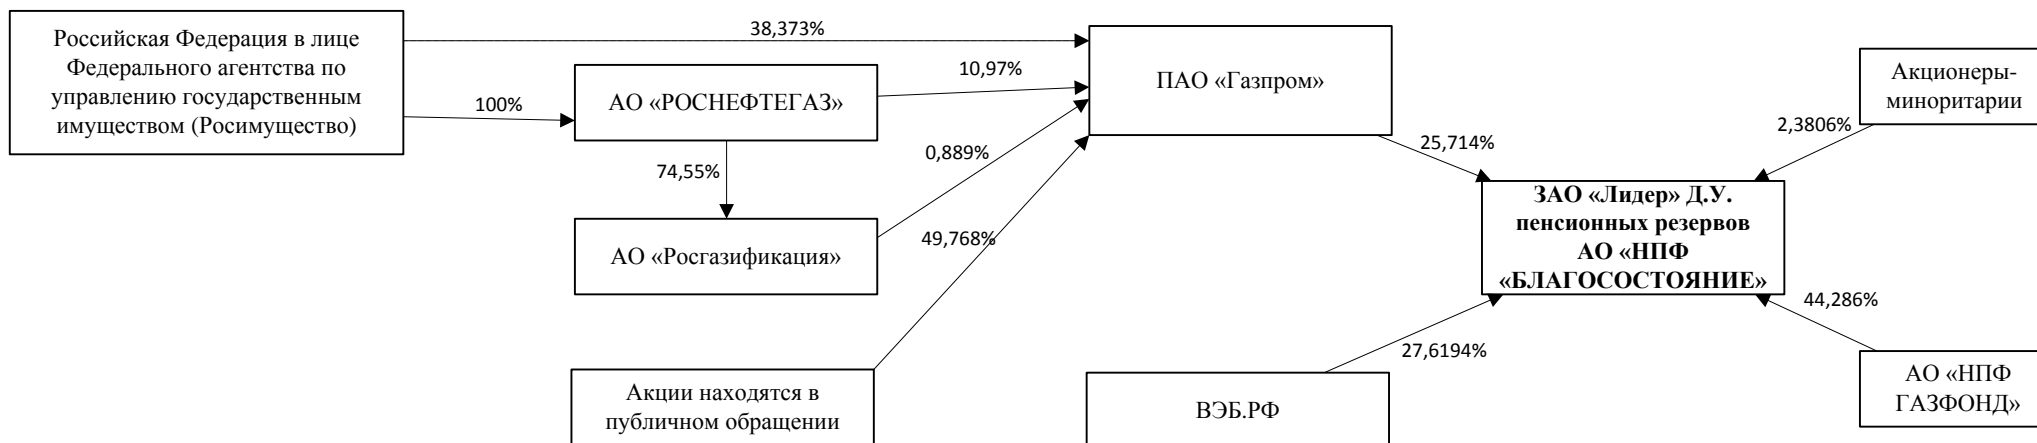 Российская Федерация в лице
Федерального агентства по
управлению государственным
имуществом (Росимущество)
38,373%
100%
АО «РОСНЕФТЕГАЗ»
10,97%
74,55%
АО «Росгазификация»
0,889%
49,768%
Акции находятся в
публичном обращении
ПАО «Газпром»
25,714%
Акционеры-
миноритарии
2,3806%
ЗАО «Лидер» Д.У.
пенсионных резервов
АО «НПФ
«БЛАГОСОСТОЯНИЕ»
44,286%
27,6194%
ВЭБ.РФ
АО «НПФ
ГАЗФОНД»